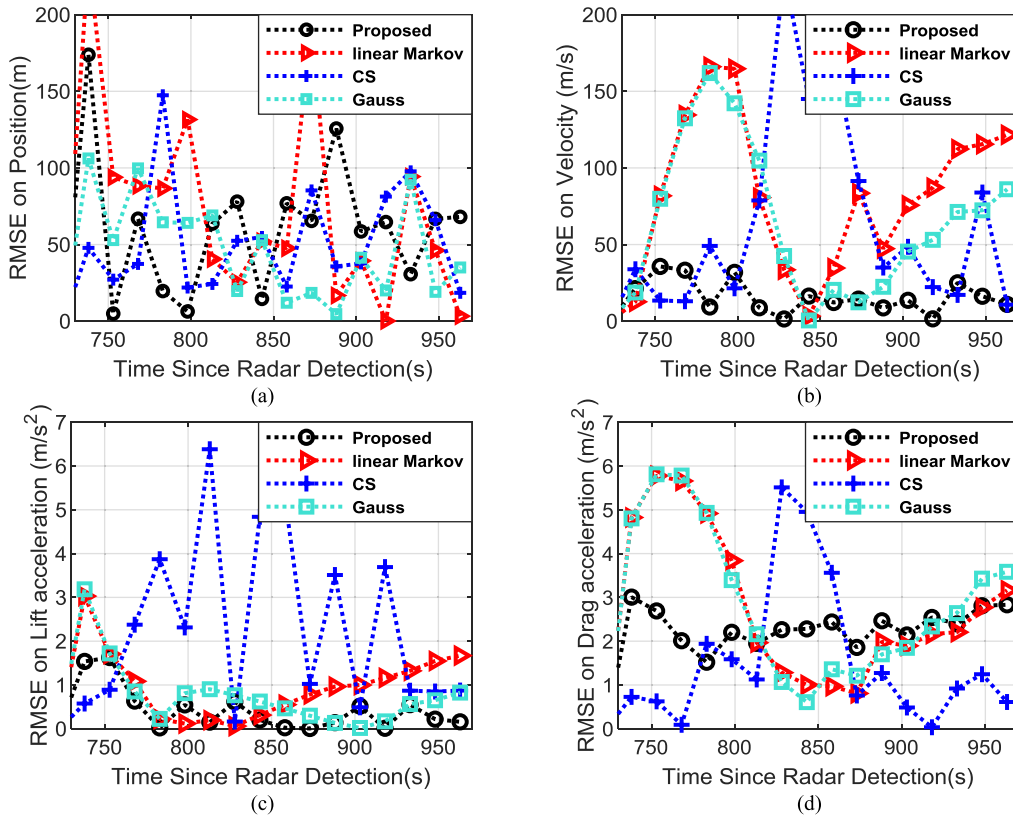 RMSE on Position(m)
200
150
100
50
0
750
800
850
900
950
Time Since Radar Detection(s)
Proposed
linear Markov
CS
Gauss
(a)
RMSE on Velocity (m/s)
200
150
100
50
0
750
800
850
900
950
Time Since Radar Detection(s)
Proposed
linear Markov
CS
Gauss
(b)
RMSE on Lift acceleration (m/s²)
7
6
5
4
3
2
1
0
750
800
850
900
950
Time Since Radar Detection(s)
Proposed
linear Markov
CS
Gauss
(c)
RMSE on Drag acceleration (m/s²)
7
6
5
4
3
2
1
0
750
800
850
900
950
Time Since Radar Detection(s)
Proposed
linear Markov
CS
Gauss
(d)